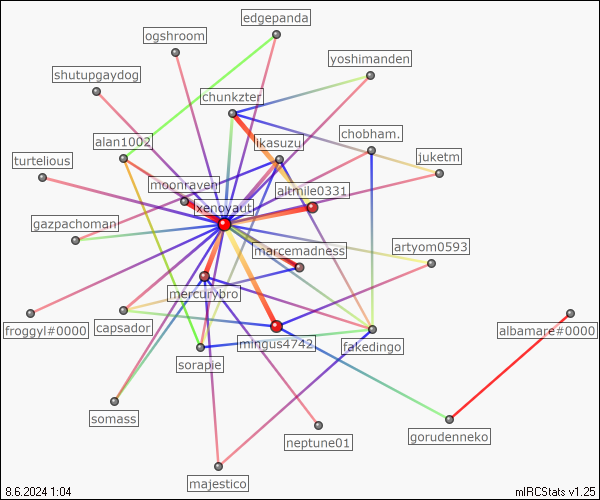 edgepanda
ogshroom
yoshimanden
shutupgaydog
chunkzter
chobham.
alan1002
ikasuzu
juketm
turtelious
moonraven
altmile0331
xenoyaut
gazpachoman
marcemadness
artyom0593
mercurybro
froggyl#0000
capsador
albamare#0000
mingus4742
fakedingo
sorapie
somass
gorudenneko
neptune01
majestico
8.6.2024 1:04
mIRCStats v1.25